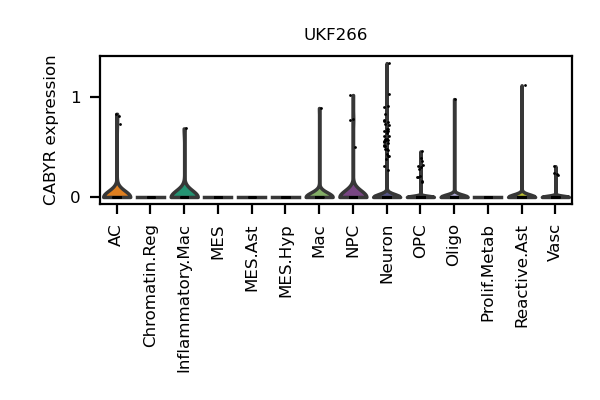 UKF266
CABYR expression
1
0
AC
Chromatin.Reg
Inflammatory.Mac
MES
MES.Ast
MES.Hyp
Mac
NPC
Neuron
OPC
Oligo
Prolif.Metab
Reactive.Ast
Vasc